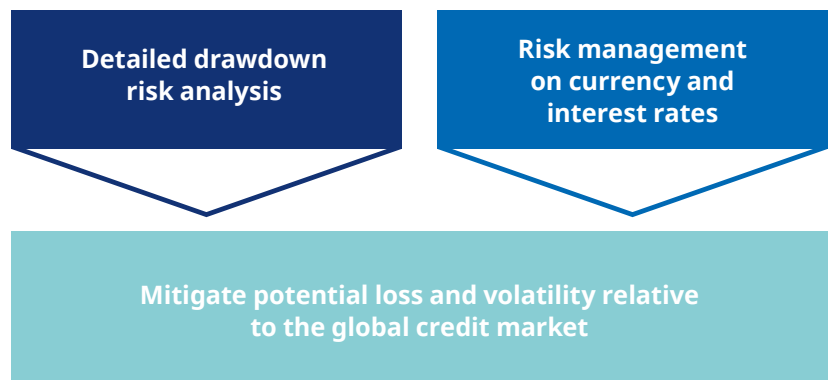 Detailed drawdown
risk analysis
Risk management
on currency and
interest rates
Mitigate potential loss and volatility relative
to the global credit market